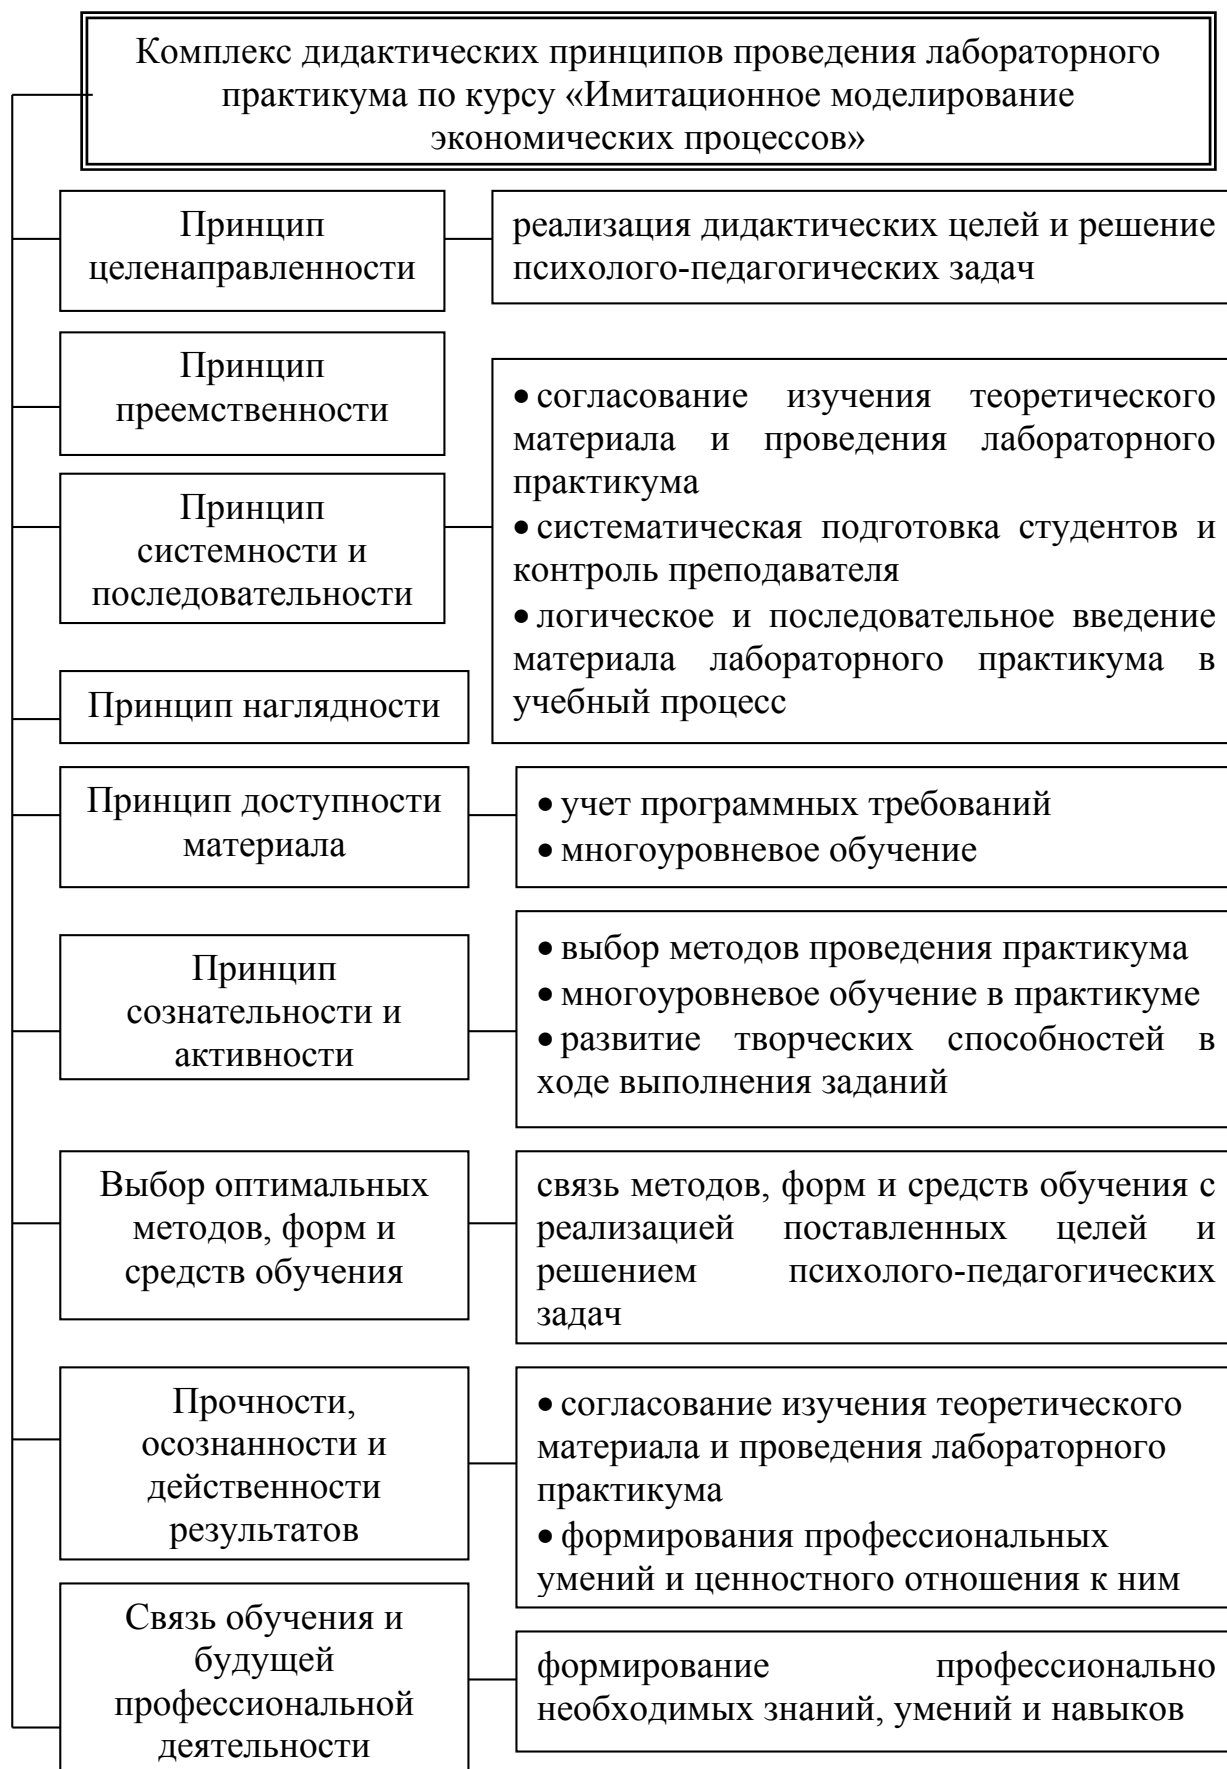 Комплекс дидактических принципов проведения лабораторного
практикума по курсу «Имитационное моделирование
экономических процессов»
Принцип
целенаправленности
реализация дидактических целей и решение
психолого-педагогических задач
Принцип
преемственности
Принцип
системности и
последовательности
• согласование изучения теоретического
материала и проведения лабораторного
практикума
• систематическая подготовка студентов и
контроль преподавателя
• логическое и последовательное введение
материала лабораторного практикума в
учебный процесс
Принцип наглядности
Принцип доступности
материала
• учет программных требований
• многоуровневое обучение
Принцип
сознательности и
активности
• выбор методов проведения практикума
• многоуровневое обучение в практикуме
• развитие творческих способностей в
ходе выполнения заданий
Выбор оптимальных
методов, форм и
средств обучения
связь методов, форм и средств обучения с
реализацией поставленных целей и
решением психолого-педагогических
задач
Прочности,
осознанности и
действенности
результатов
• согласование изучения теоретического
материала и проведения лабораторного
практикума
• формирования профессиональных
умений и ценностного отношения к ним
Связь обучения и
будущей
профессиональной
деятельности
формирование профессионально
необходимых знаний, умений и навыков